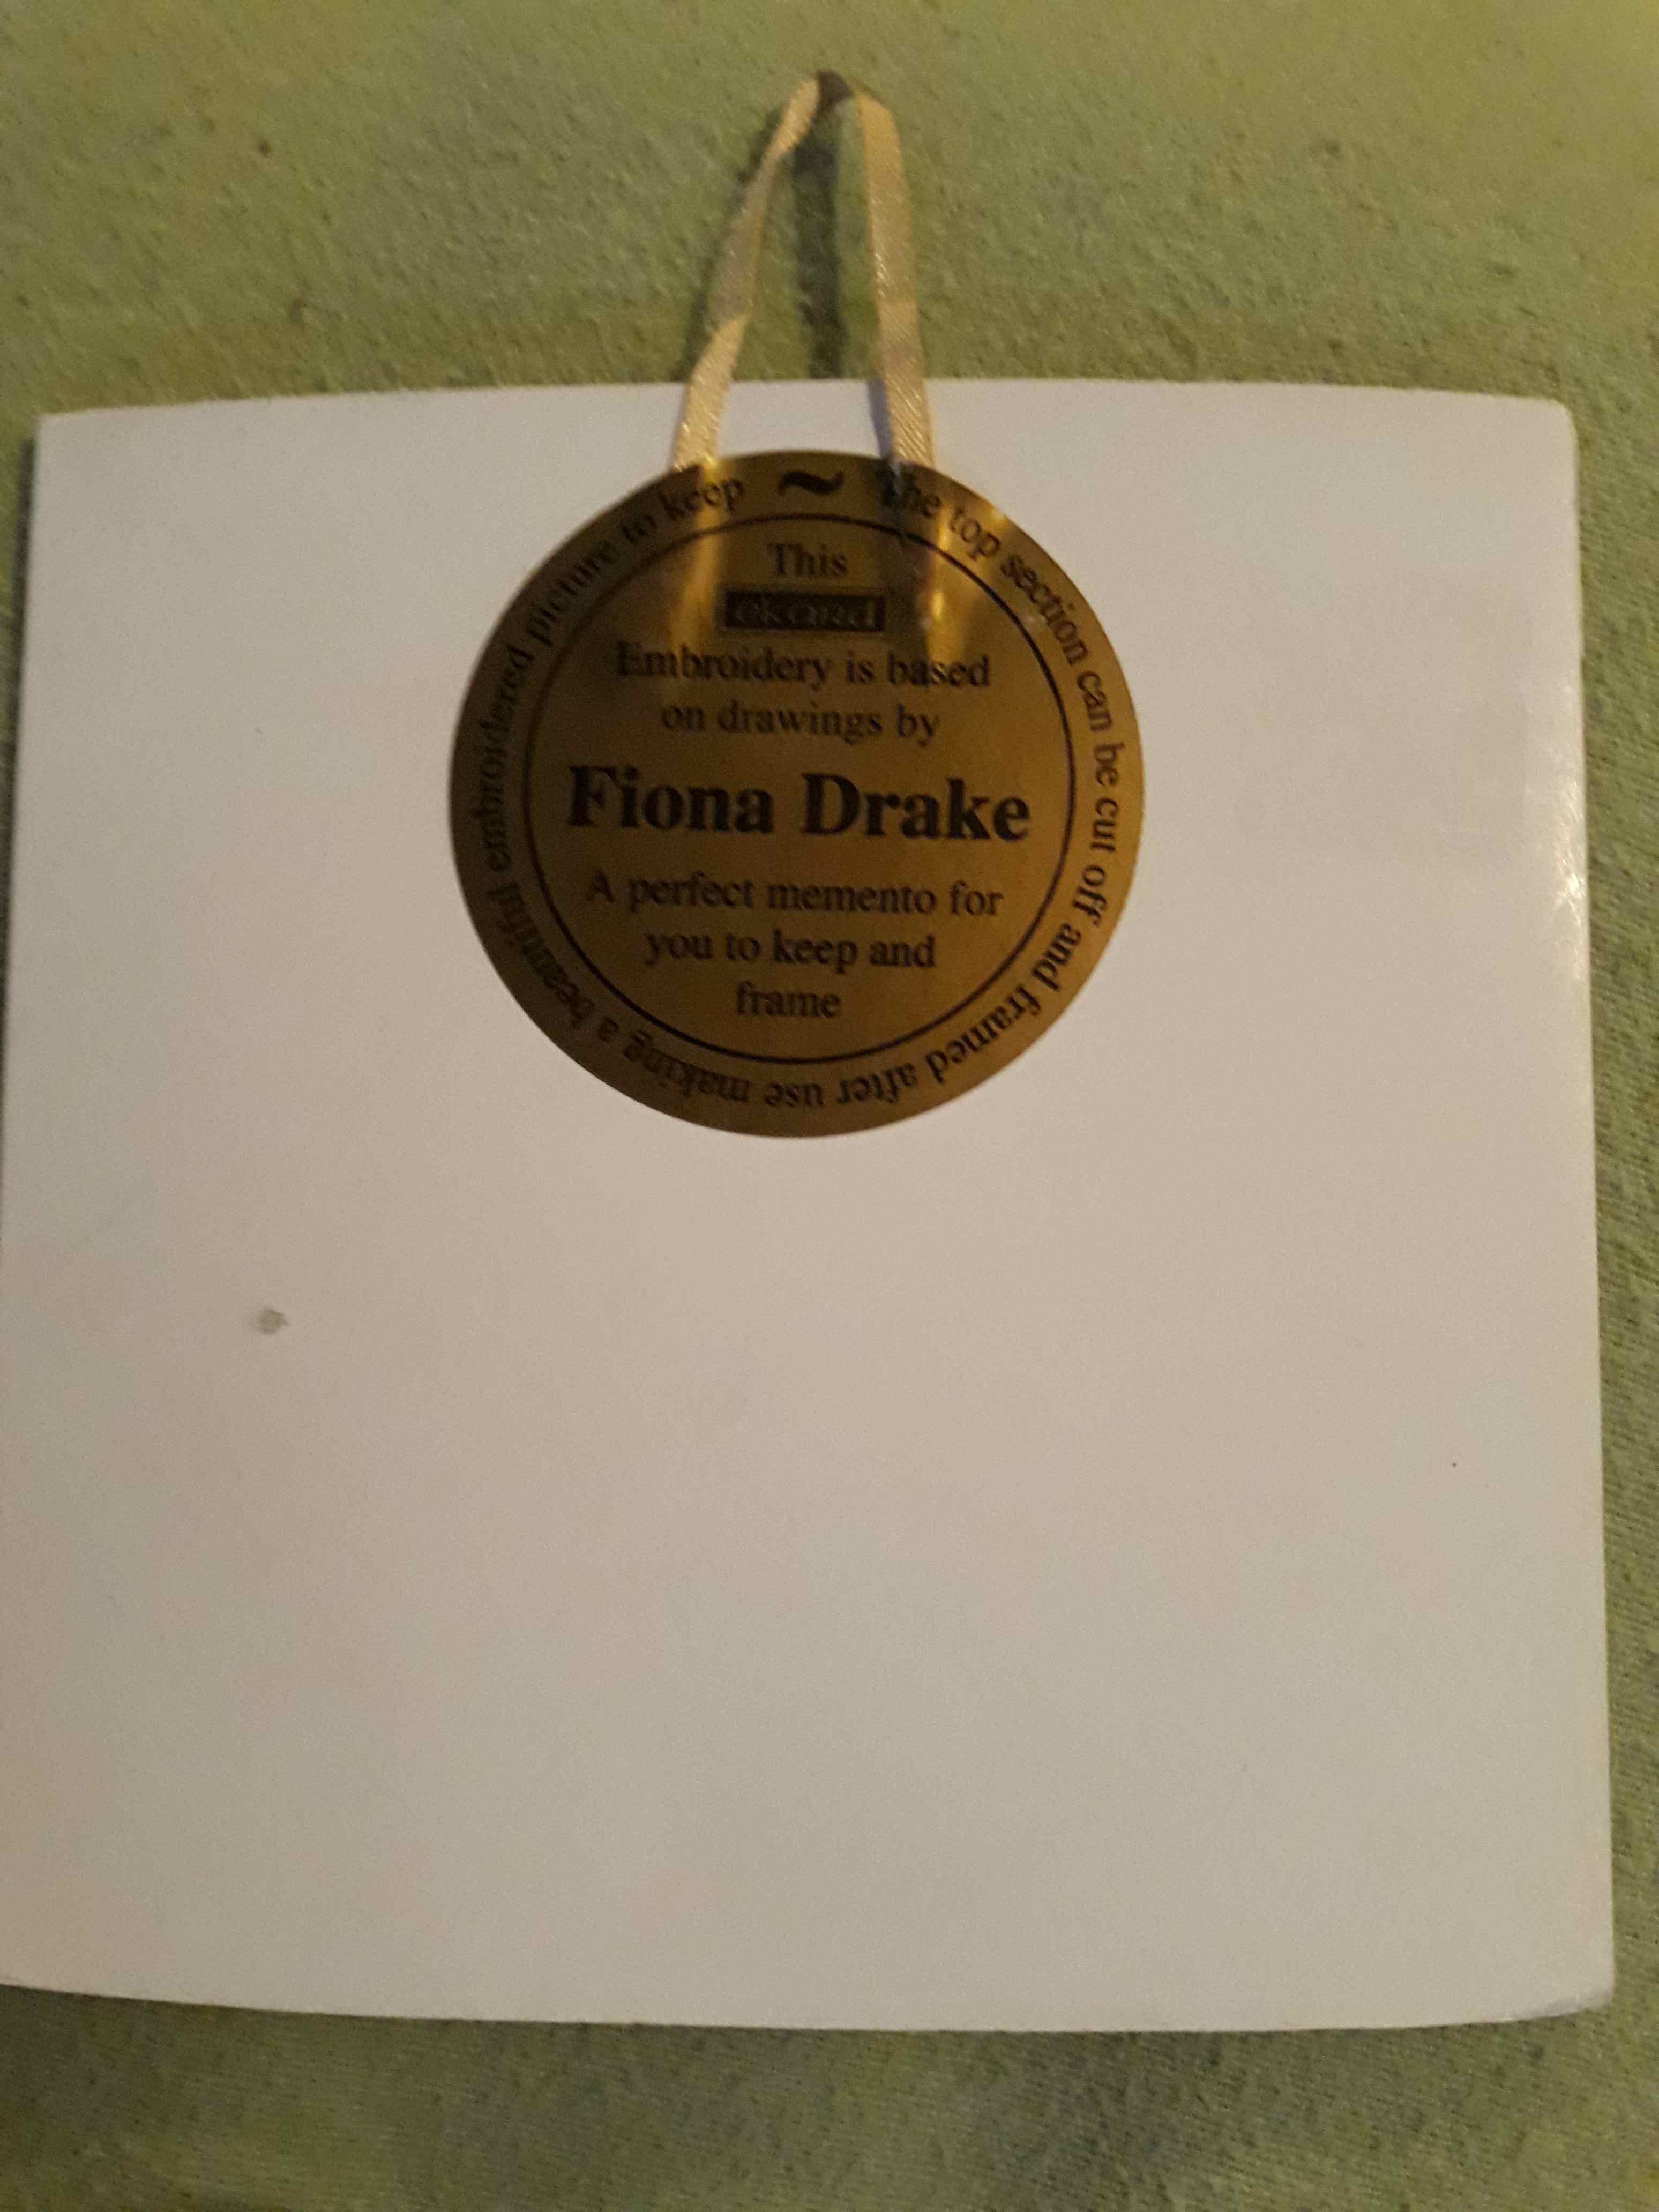 The top section can be cut off and framed after use making a beautiful embroidered picture to keep ~
This
Embroidery is based
on drawings by
Fiona Drake
A perfect memento for
you to keep and
frame